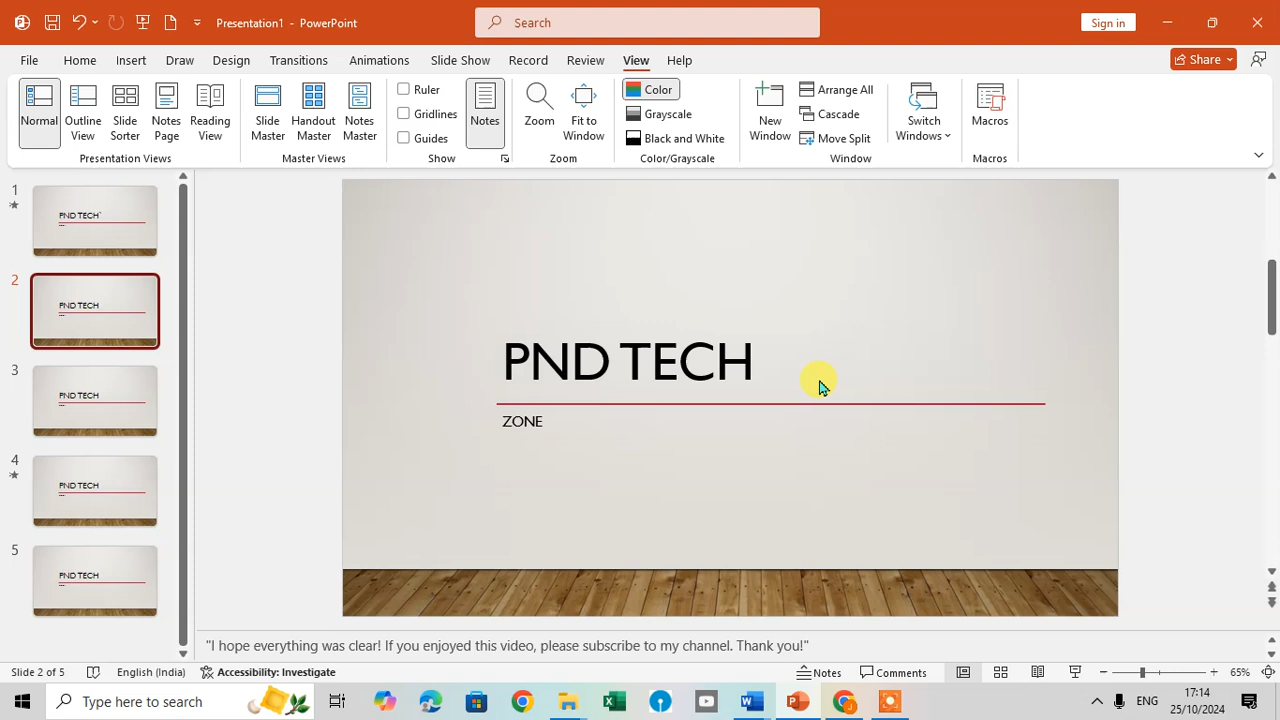 Presentation1 - PowerPoint
Search
Sign in
File Home Insert Draw Design Transitions Animations Slide Show Record Review View Help
Share
Normal
Outline View
Slide Sorter
Notes Page
Reading View
Presentation Views
Slide Master
Handout Master
Notes Master
Master Views
Ruler
Gridlines
Guides
Show
Notes
Zoom
Fit to Window
Zoom
Color
Grayscale
Black and White
Color/Grayscale
New Window
Arrange All
Cascade
Move Split
Switch Windows
Window
Macros
Macros
1
PND TECH`
2
PND TECH
3
PND TECH
4
PND TECH
5
PND TECH
PND TECH
ZONE
"I hope everything was clear! If you enjoyed this video, please subscribe to my channel. Thank you!"
Slide 2 of 5 English (India) Accessibility: Investigate Notes Comments 65%
Type here to search
ENG
7:14
25/10/2024